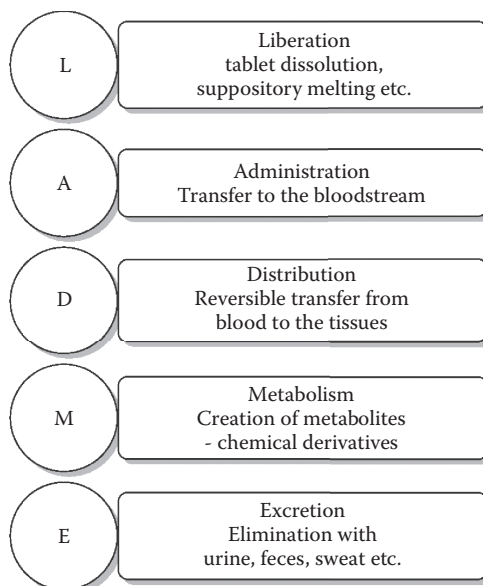 L
Liberation
tablet dissolution,
suppository melting etc.
A
Administration
Transfer to the bloodstream
D
Distribution
Reversible transfer from
blood to the tissues
M
Metabolism
Creation of metabolites
- chemical derivatives
E
Excretion
Elimination with
urine, feces, sweat etc.